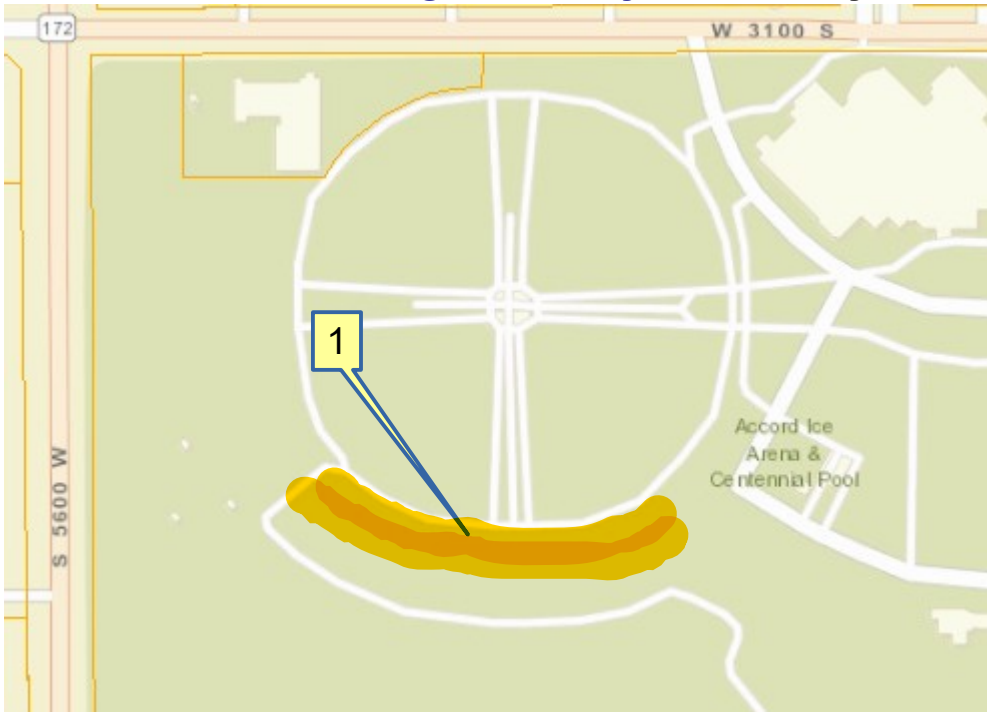 172
W 3100 S
1
Accord Ice
Arena &
Centennial Pool
S 5600 W